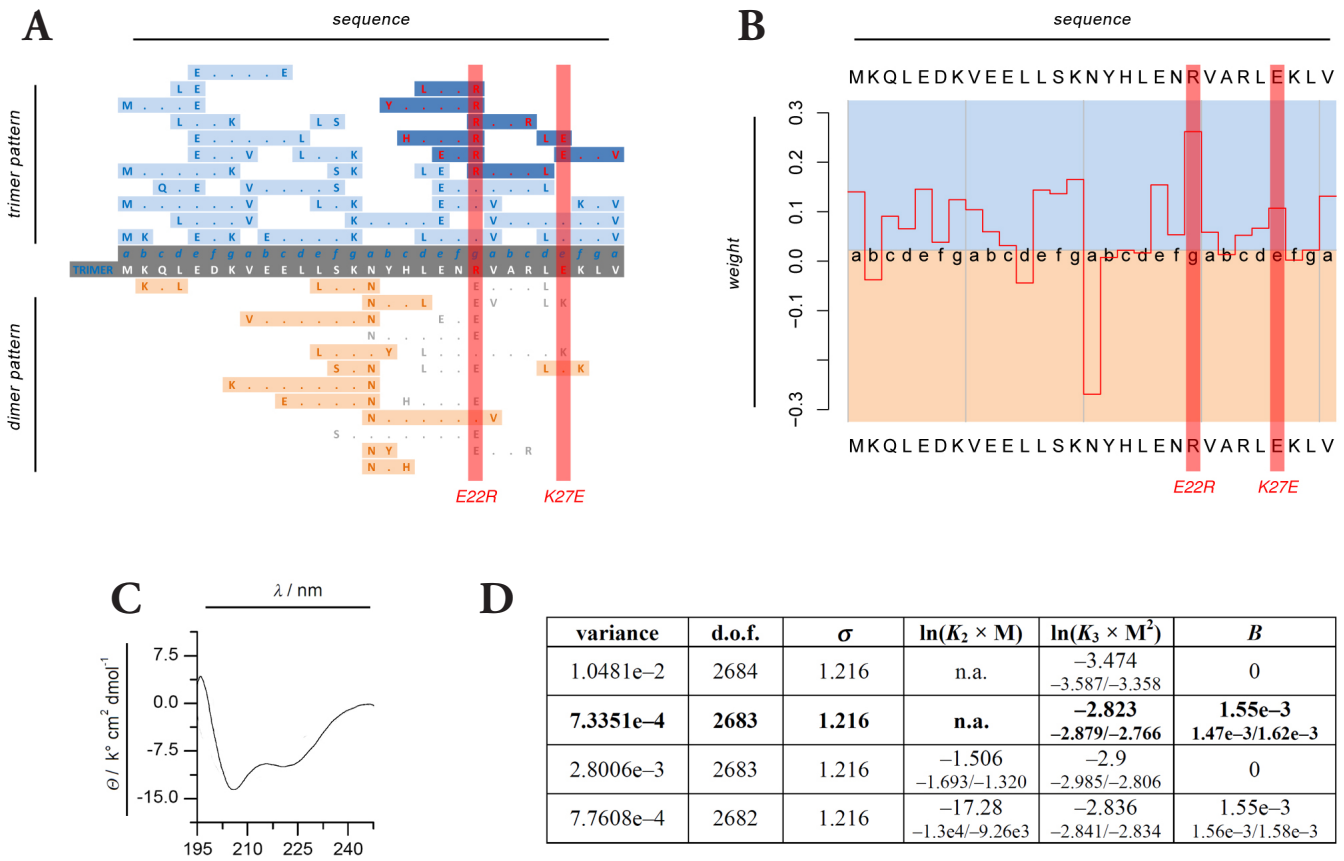 A
sequence
trimer pattern
E . . . . E
L E L . . R
M . . . E Y . . . . R
L . . K L S R . . R
E . . . . . L H . . . R L E
E . . V L . . K E . R E . . V
M . . . . . K S K L E R . . . L
Q . E V . . . . S E . . . . . L
M . . . . . . V L . K E . . V K . V
L . . . V K . . . . E V . . . . . . V
M K E . K E . . . . K L . . . V L . . . V
a b c d e f g a b c d e f g a b c d e f g a b c d e f g a
TRIMER M K Q L E D K V E E L L S K N Y H L E N R V A R L E K L V
dimer pattern
K . L L . . N E . . . L
N . . L E V L K
V . . . . . . N E . E
N . . . . . E
L . . . Y L . . . . . . . K
S . N L . . E L . K
K . . . . . . . N
E . . . . N H . . . E
N . . . . . . V
S . . . . . . . E
N Y E . . R
N . H
E22R K27E
B
sequence
MKQLEDKVEELLSKNYHLENRVARLEKLV
weight
0.3
0.2
0.1
0.0
−0.1
−0.3
a b c d e f g a b c d e f g a b c d e f g a b c d e f g a
MKQLEDKVEELLSKNYHLENRVARLEKLV
E22R K27E
C
λ / nm
Θ / k° cm² dmol⁻¹
7.5
0.0
-7.5
-15.0
195 210 225 240
D
variance d.o.f. σ ln(K₂ × M) ln(K₃ × M²) B
1.0481e–2 2684 1.216 n.a. –3.474 0
–3.587/–3.358
7.3351e–4 2683 1.216 n.a. –2.823 1.55e–3
–2.879/–2.766 1.47e–3/1.62e–3
2.8006e–3 2683 1.216 –1.506 –2.9 0
–1.693/–1.320 –2.985/–2.806
7.7608e–4 2682 1.216 –17.28 –2.836 1.55e–3
–1.3e4/–9.26e3 –2.841/–2.834 1.56e–3/1.58e–3